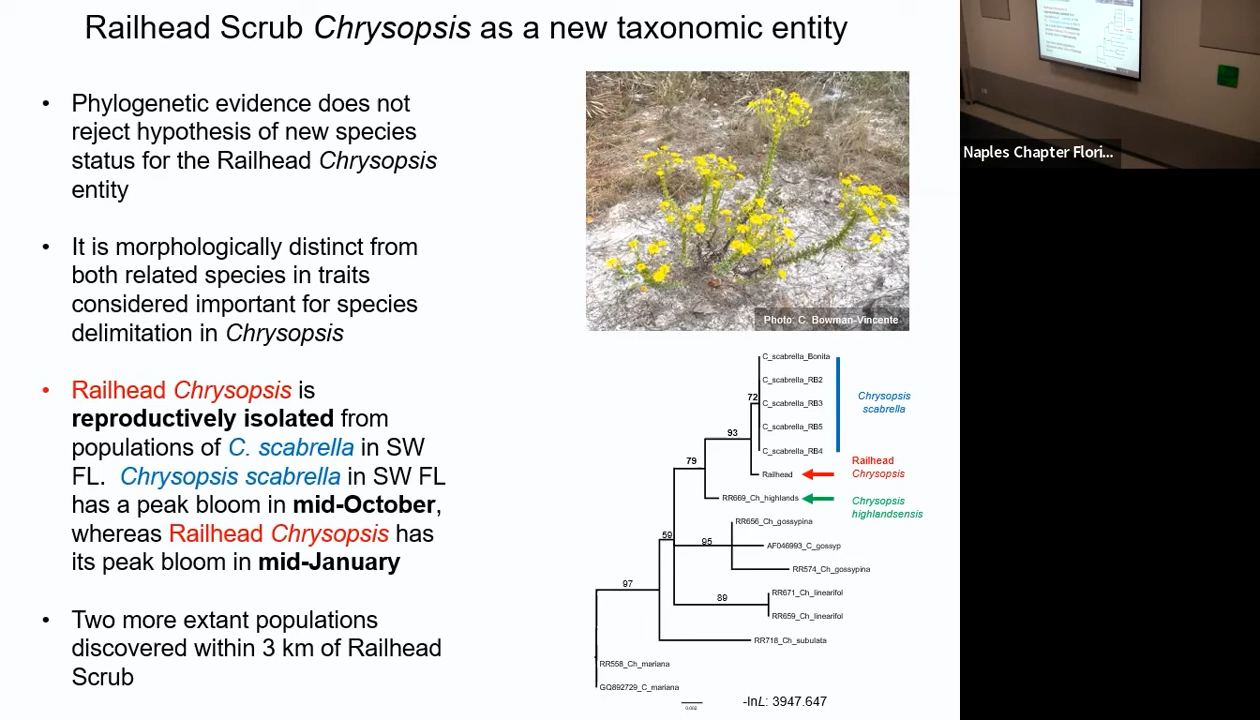 Railhead Scrub Chrysopsis as a new taxonomic entity
• Phylogenetic evidence does not
reject hypothesis of new species
status for the Railhead Chrysopsis
entity
• It is morphologically distinct from
both related species in traits
considered important for species
delimitation in Chrysopsis
• Railhead Chrysopsis is
reproductively isolated from
populations of C. scabrella in SW
FL. Chrysopsis scabrella in SW FL
has a peak bloom in mid-October,
whereas Railhead Chrysopsis has
its peak bloom in mid-January
• Two more extant populations
discovered within 3 km of Railhead
Scrub
Photo: C. Bowman-Vincente
C_scabrella_Bonita
C_scabrella_RB2
72
C_scabrella_RB3
Chrysopsis
scabrella
C_scabrella_RB5
93
C_scabrella_RB4
79
Railhead
Railhead
Chrysopsis
RR669_Ch_highlands
Chrysopsis
highlandsensis
RR656_Ch_gossypina
59
95
AF046993_C_gossyp
RR574_Ch_gossypina
97
RR671_Ch_linearifol
89
RR659_Ch_linearifol
RR718_Ch_subulata
RR558_Ch_mariana
GQ892729_C_mariana
0.002
-lnL: 3947.647
Naples Chapter Flori...